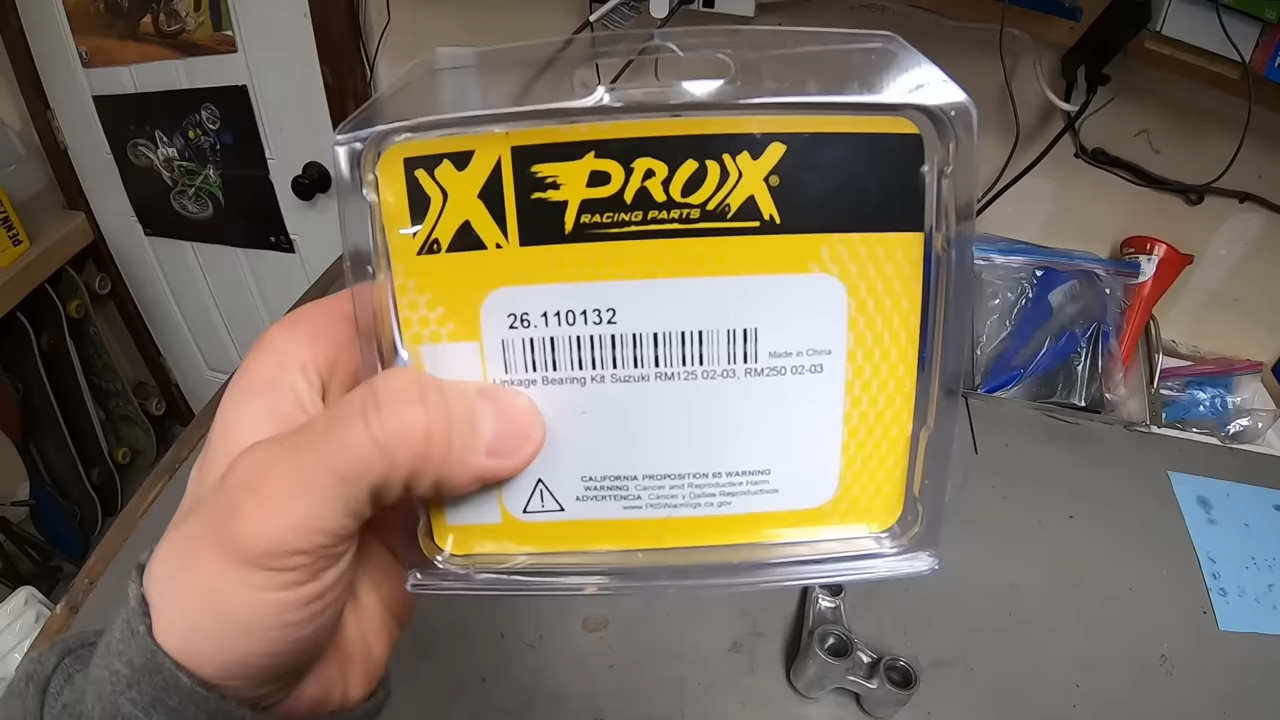 PROX
RACING PARTS
26.110132
Made in China
Linkage Bearing Kit Suzuki RM125 02-03, RM250 02-03
CALIFORNIA PROPOSITION 65 WARNING
WARNING: Cancer and Reproductive Harm
ADVERTENCIA: Cáncer y Daños Reproductivos
www.P65Warnings.ca.gov
PENN